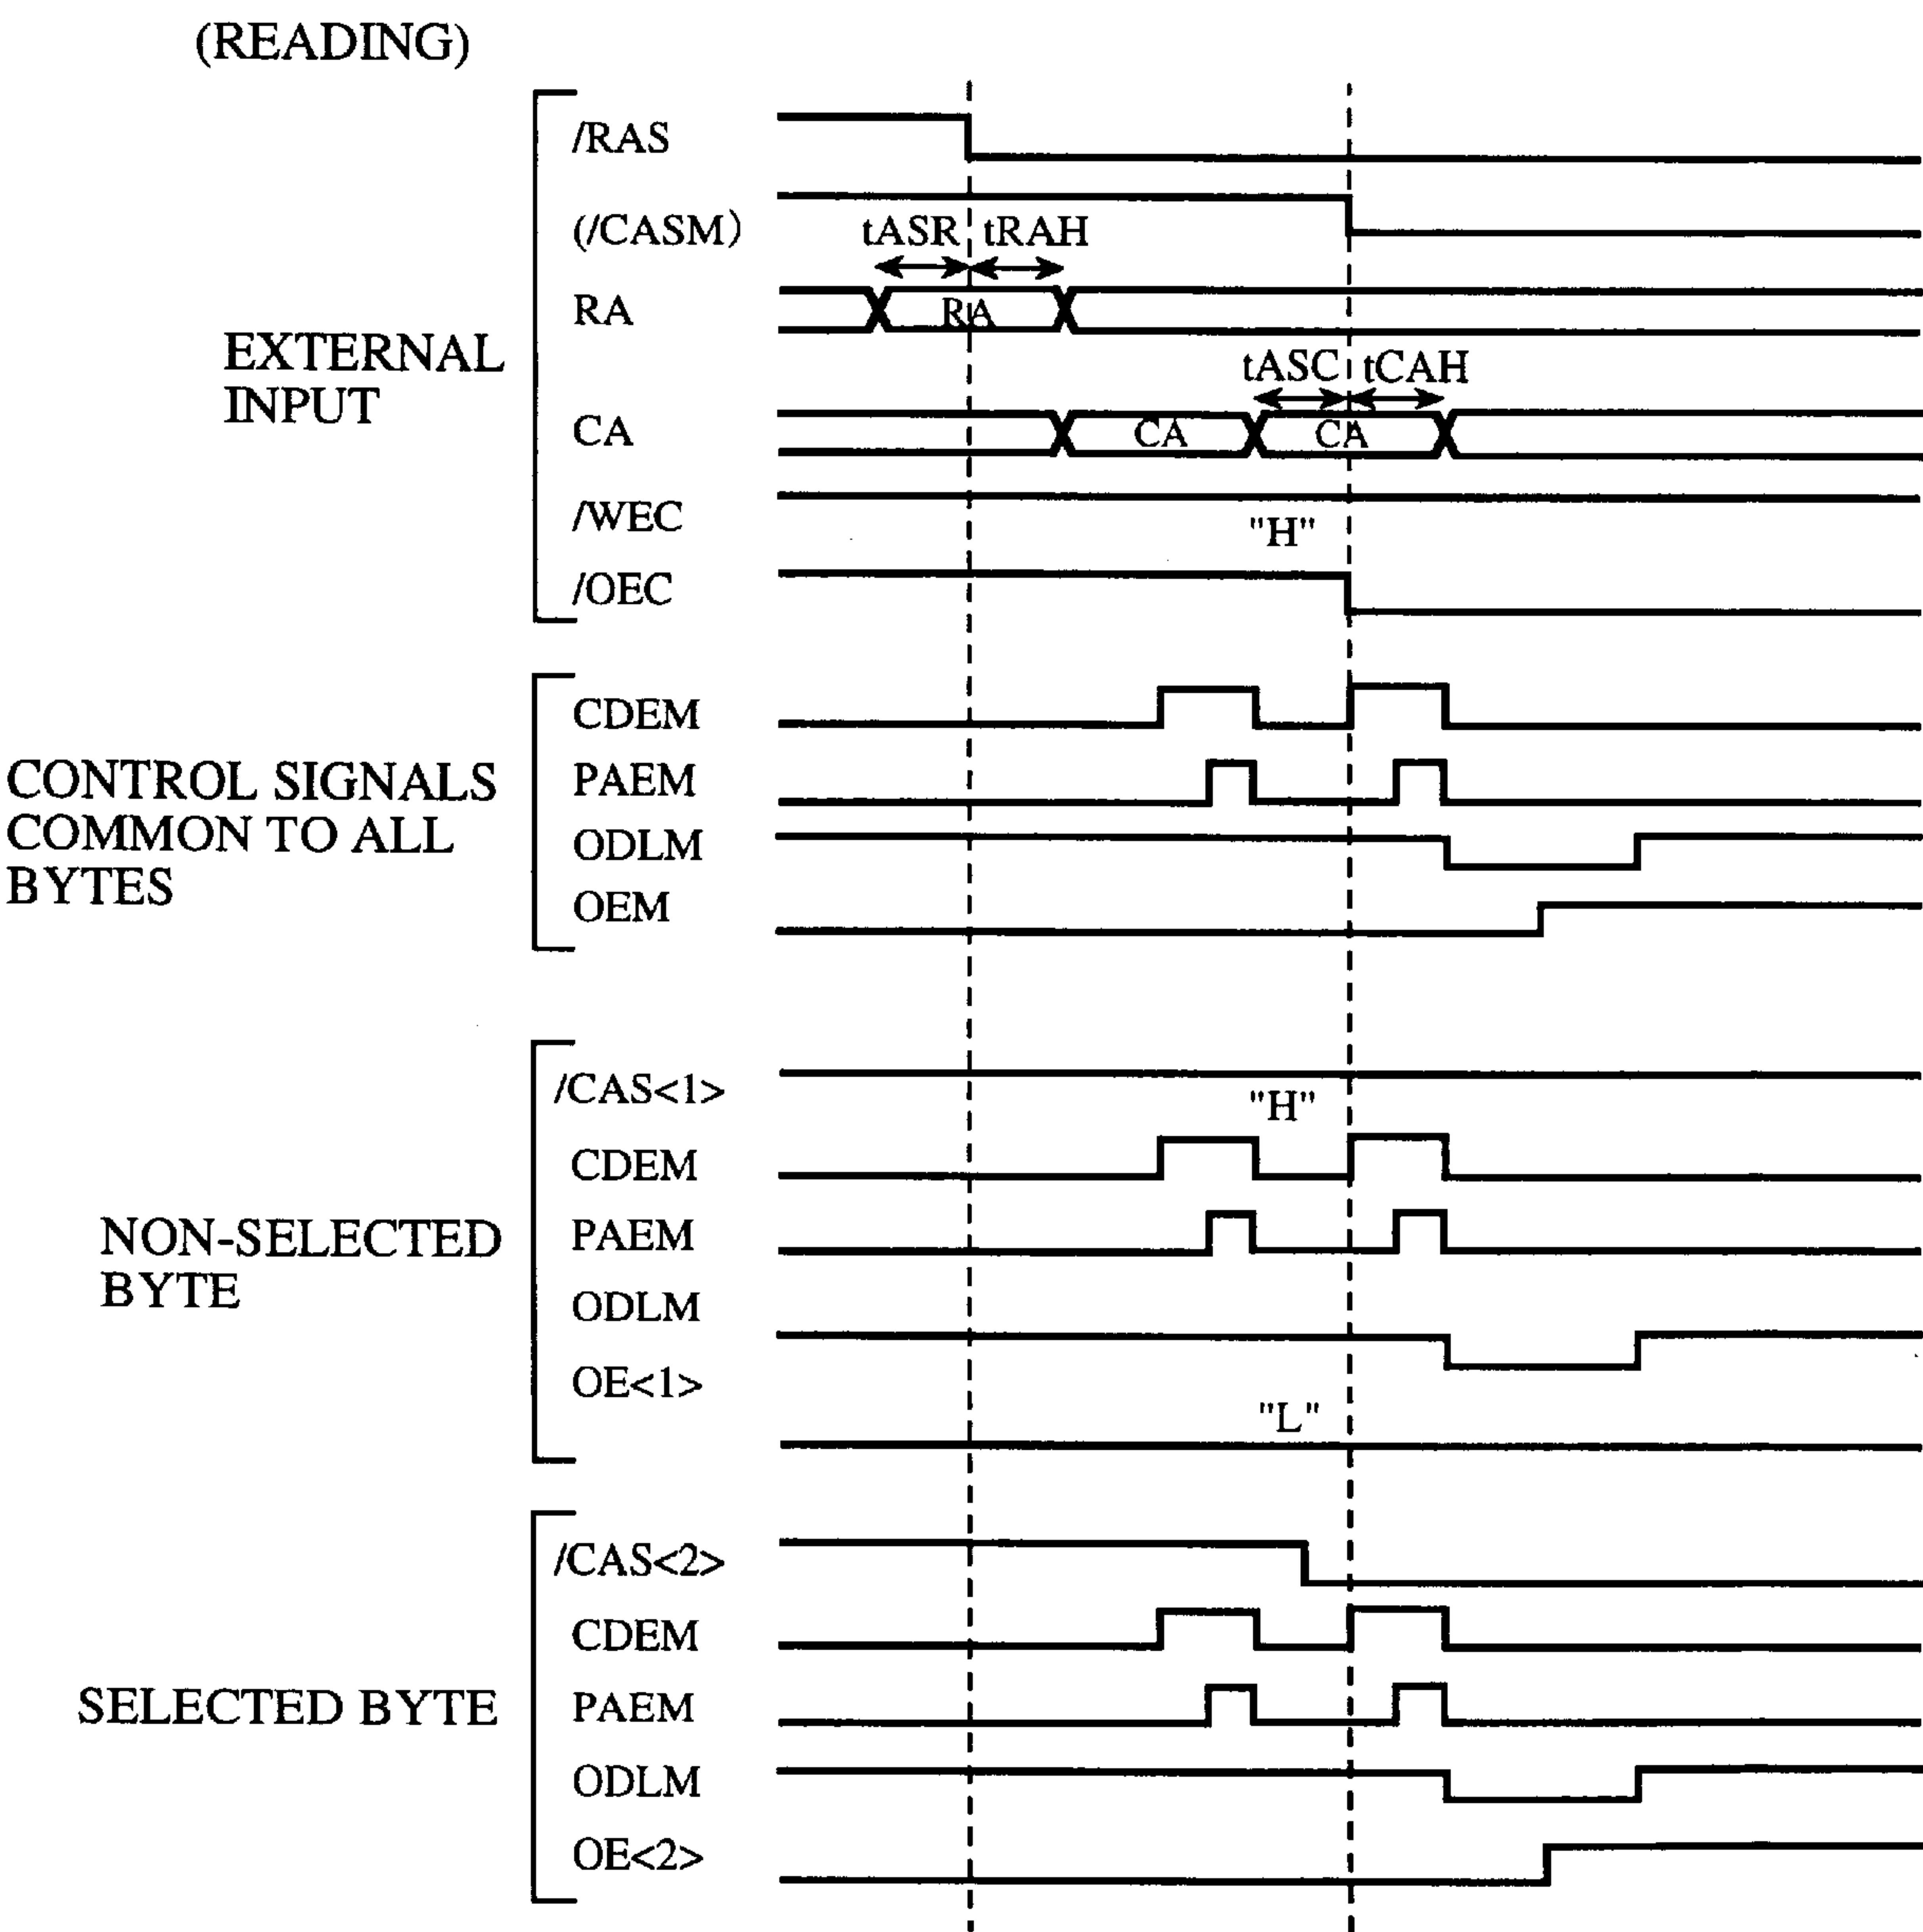 (READING)
/RAS
(/CASM)
tASR tRAH
RA
RA
EXTERNAL
INPUT
tASC tCAH
CA
CA CA
/WEC
"H"
/OEC
CONTROL SIGNALS
COMMON TO ALL
BYTES
CDEM
PAEM
ODLM
OEM
NON-SELECTED
BYTE
/CAS<1>
"H"
CDEM
PAEM
ODLM
OE<1>
"L"
SELECTED BYTE
/CAS<2>
CDEM
PAEM
ODLM
OE<2>